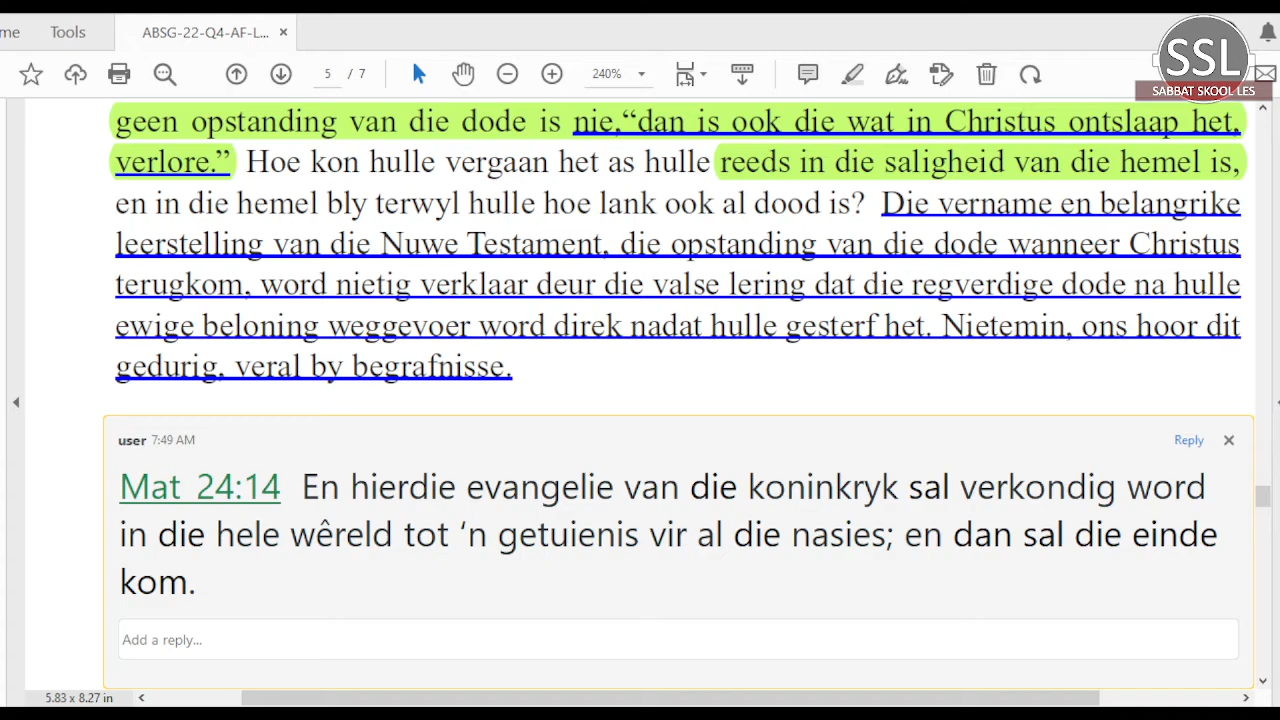 me Tools ABSG-22-Q4-AF-L... ×
SSL
SABBAT SKOOL LES
5 / 7 240%
geen opstanding van die dode is nie,“dan is ook die wat in Christus ontslaap het,
verlore.” Hoe kon hulle vergaan het as hulle reeds in die saligheid van die hemel is,
en in die hemel bly terwyl hulle hoe lank ook al dood is? Die vername en belangrike
leerstelling van die Nuwe Testament, die opstanding van die dode wanneer Christus
terugkom, word nietig verklaar deur die valse lering dat die regverdige dode na hulle
ewige beloning weggevoer word direk nadat hulle gesterf het. Nietemin, ons hoor dit
gedurig, veral by begrafnisse.
user 7:49 AM Reply ×
Mat 24:14 En hierdie evangelie van die koninkryk sal verkondig word
in die hele wêreld tot ‘n getuienis vir al die nasies; en dan sal die einde
kom.
Add a reply...
5.83 x 8.27 in